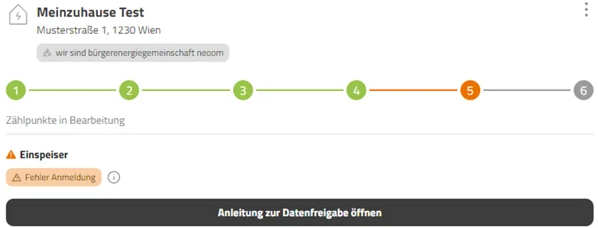 Meinzuhause Test
Musterstraße 1, 1230 Wien
wir sind bürgerenergiegemeinschaft neoom
1 2 3 4 5 6
Zählpunkte in Bearbeitung
Einspeiser
Fehler Anmeldung
Anleitung zur Datenfreigabe öffnen